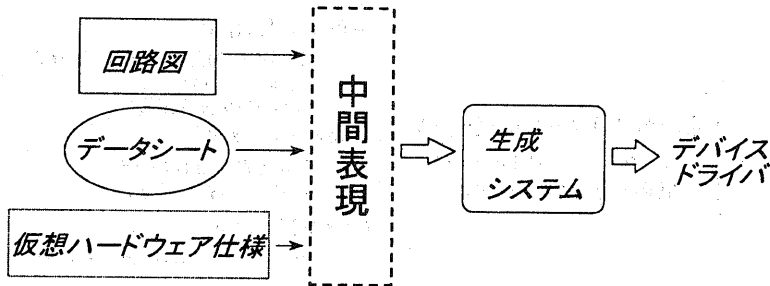 回路図
データシート
仮想ハードウェア仕様
中間表現
生成
システム
デバイス
ドライバ